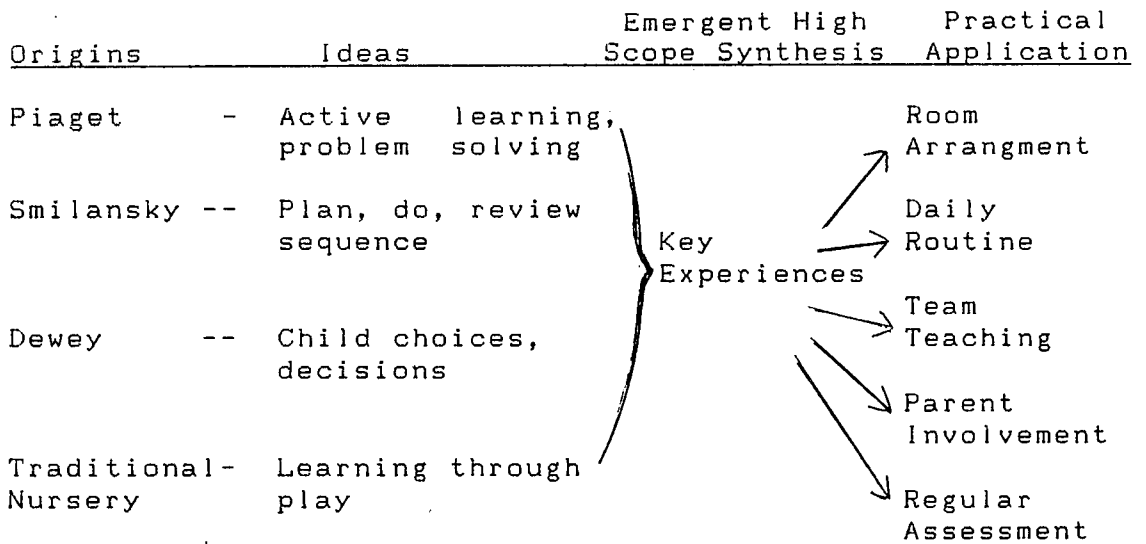 Emergent High Practical
Origins Ideas Scope Synthesis Application
Piaget - Active learning, Room
problem solving Arrangment
Smilansky -- Plan, do, review Daily
sequence Key Routine
Experiences
Team
Dewey -- Child choices, Teaching
decisions
Parent
Involvement
Traditional- Learning through
Nursery play Regular
Assessment